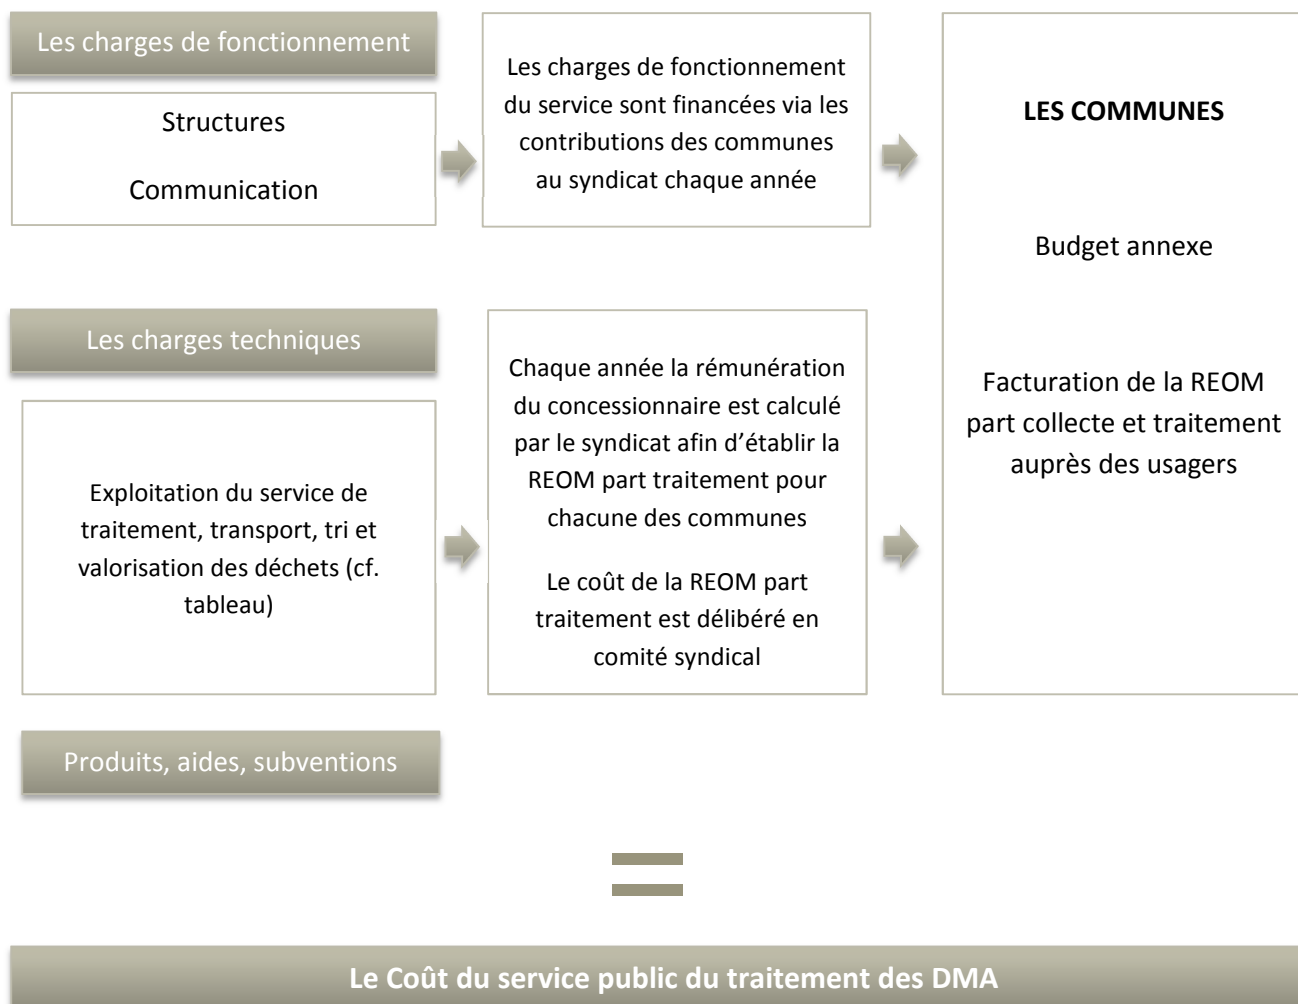 Les charges de fonctionnement
Structures
Communication
Les charges de fonctionnement
du service sont financées via les
contributions des communes
au syndicat chaque année
LES COMMUNES
Budget annexe
Facturation de la REOM
part collecte et traitement
auprès des usagers
Les charges techniques
Exploitation du service de
traitement, transport, tri et
valorisation des déchets (cf.
tableau)
Chaque année la rémunération
du concessionnaire est calculé
par le syndicat afin d’établir la
REOM part traitement pour
chacune des communes
Le coût de la REOM part
traitement est délibéré en
comité syndical
Produits, aides, subventions
=
Le Coût du service public du traitement des DMA